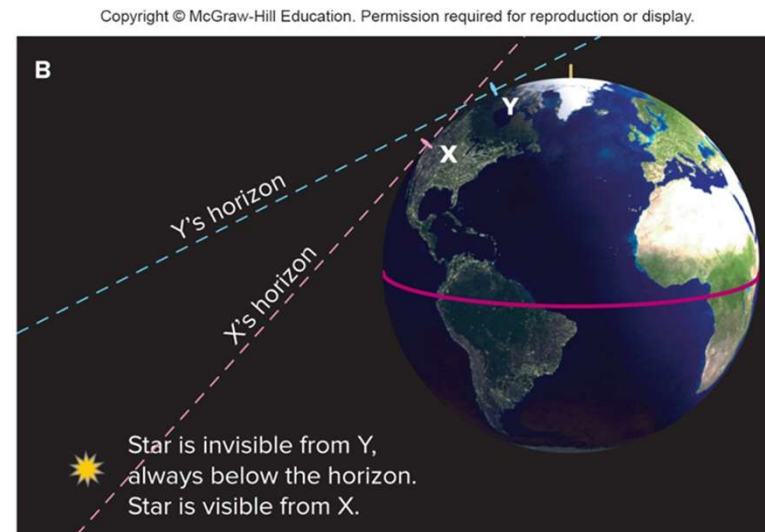 Copyright © McGraw-Hill Education. Permission required for reproduction or display.
B
Y
X
Y's horizon
X's horizon
Star is invisible from Y,
always below the horizon.
Star is visible from X.